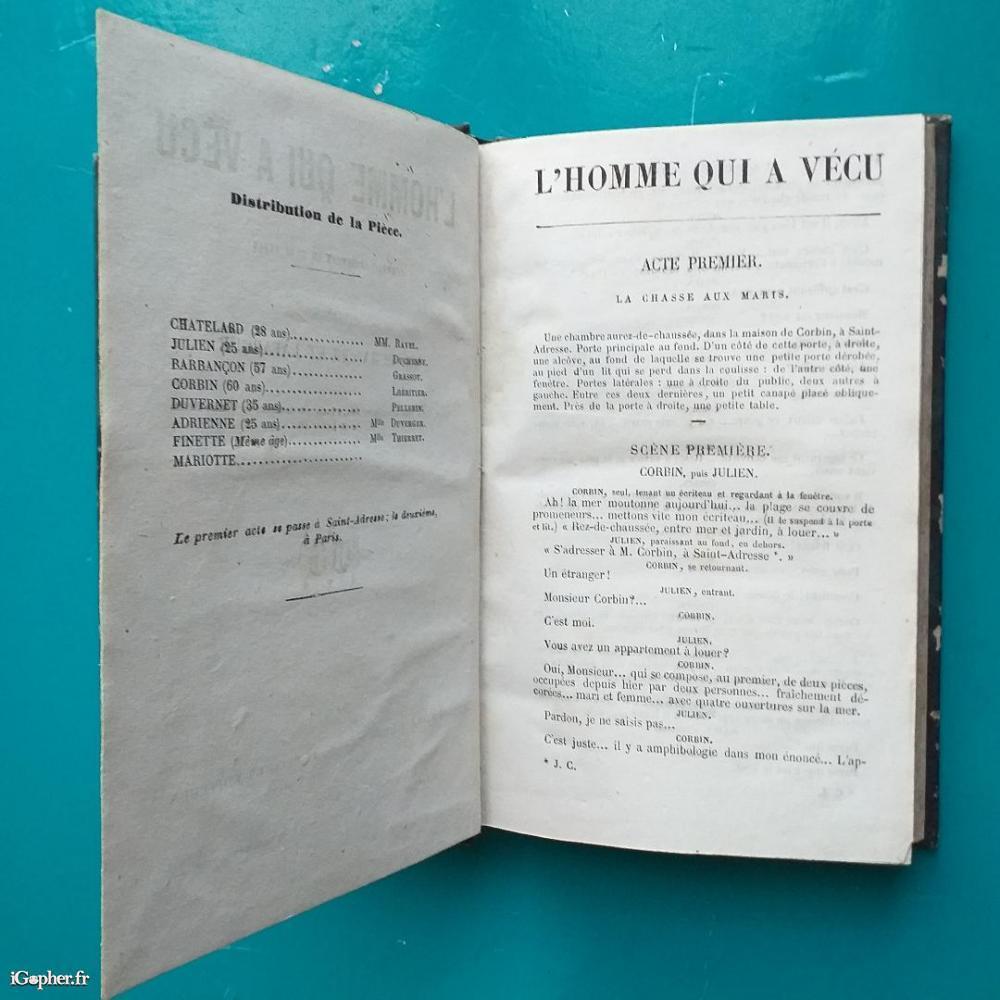 Distribution de la Pièce.
CHATELARD (28 ans).............. MM. RAVEL.
JULIEN (25 ans)..............
BARBANÇON (57 ans).............. GRASSOT.
CORBIN (60 ans)..............
DUVERNET (35 ans).............. PELLERIN.
ADRIENNE (25 ans).............. Mlle DUVERGER.
FINETTE (Même âge).............. Mlle THIERRET.
MARIOTTE..............
Le premier acte se passe à Saint-Adresse; le deuxième,
à Paris.
L'HOMME QUI A VÉCU
ACTE PREMIER.
LA CHASSE AUX MARIS.
Une chambre aurez-de-chaussée, dans la maison de Corbin, à Saint-
Adresse. Porte principale au fond. D'un côté de cette porte, à droite,
une alcôve, au fond de laquelle se trouve une petite porte dérobée,
au pied d'un lit qui se perd dans la coulisse : de l'autre côté, une
fenêtre. Portes latérales : une à droite du public, deux autres à
gauche. Entre ces deux dernières, un petit canapé placé oblique-
ment. Près de la porte à droite, une petite table.
SCÈNE PREMIÈRE.
CORBIN, puis JULIEN.
CORBIN, seul, tenant un écriteau et regardant à la fenêtre.
Ah! la mer moutonne aujourd'hui... la plage se couvre de
promeneurs... mettons vite mon écriteau... (il le suspend à la porte
et lit.) « Rez-de-chaussée, entre mer et jardin, à louer... »
JULIEN, paraissant au fond, en dehors.
« S'adresser à M. Corbin, à Saint-Adresse *. »
CORBIN, se retournant.
Un étranger!
JULIEN, entrant.
Monsieur Corbin?...
CORBIN.
C'est moi.
JULIEN.
Vous avez un appartement à louer?
CORBIN.
Oui, Monsieur... qui se compose, au premier, de deux pièces,
occupées depuis hier par deux personnes... fraîchement dé-
corées... mari et femme... avec quatre ouvertures sur la mer.
JULIEN.
Pardon, je ne saisis pas...
CORBIN.
C'est juste... il y a amphibologie dans mon énoncé... L'ap-
* J. C.
iGopher.fr